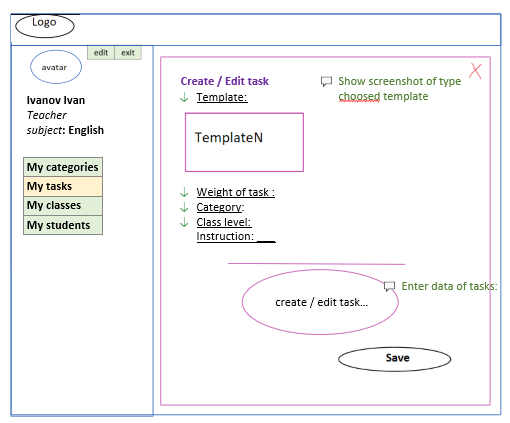 Logo
edit exit
avatar
Ivanov Ivan
Teacher
subject: English
My categories
My tasks
My classes
My students
Create / Edit task
Template:
Show screenshot of type
choosed template
X
TemplateN
Weight of task :
Category:
Class level:
Instruction: ___
Enter data of tasks:
create / edit task...
Save